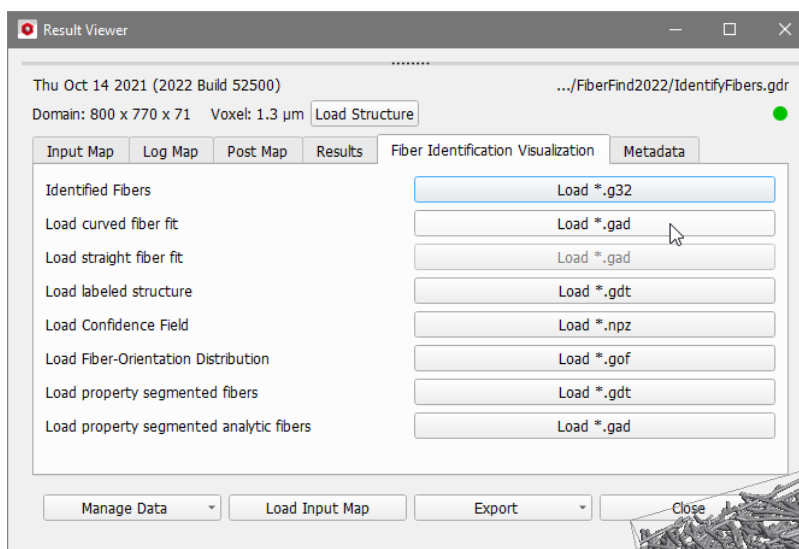 Result Viewer
Thu Oct 14 2021 (2022 Build 52500) .../FiberFind2022/IdentifyFibers.gdr
Domain: 800 x 770 x 71 Voxel: 1.3 µm Load Structure
Input Map Log Map Post Map Results Fiber Identification Visualization Metadata
Identified Fibers Load *.g32
Load curved fiber fit Load *.gad
Load straight fiber fit Load *.gad
Load labeled structure Load *.gdt
Load Confidence Field Load *.npz
Load Fiber-Orientation Distribution Load *.gof
Load property segmented fibers Load *.gdt
Load property segmented analytic fibers Load *.gad
Manage Data Load Input Map Export Close